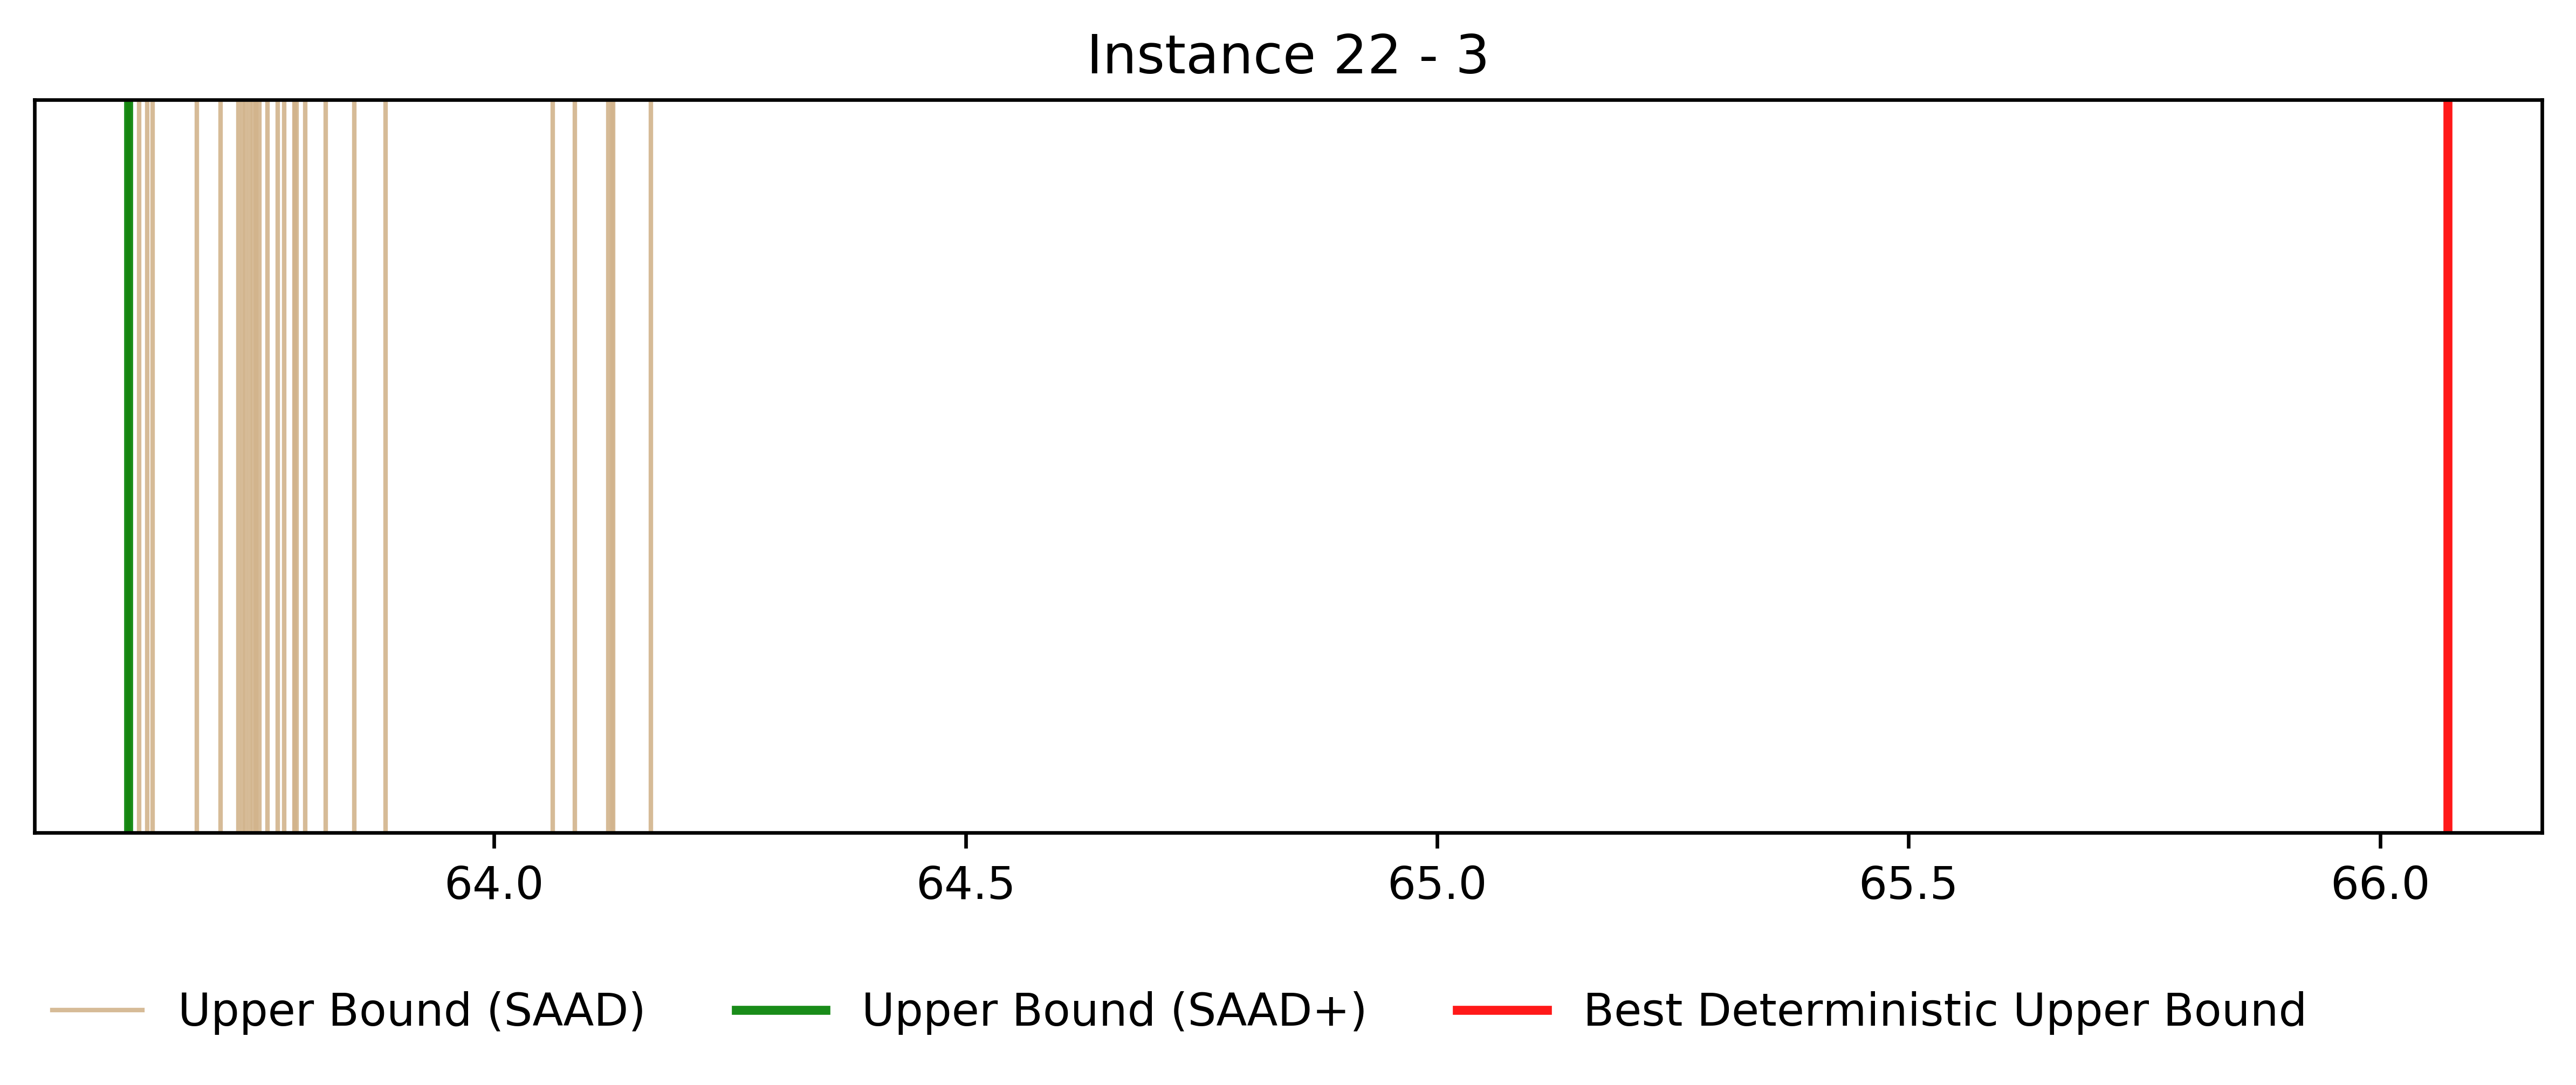 Instance 22 - 3
64.0 64.5 65.0 65.5 66.0
Upper Bound (SAAD) Upper Bound (SAAD+) Best Deterministic Upper Bound